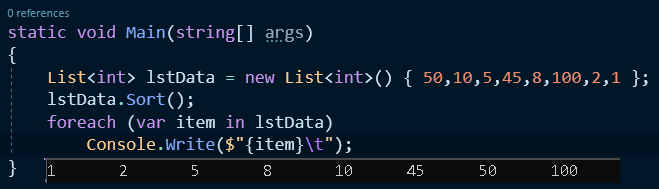 0 references
static void Main(string[] args)
{
List<int> lstData = new List<int>() { 50,10,5,45,8,100,2,1 };
lstData.Sort();
foreach (var item in lstData)
Console.Write($"{item}\t");
}
1 2 5 8 10 45 50 100